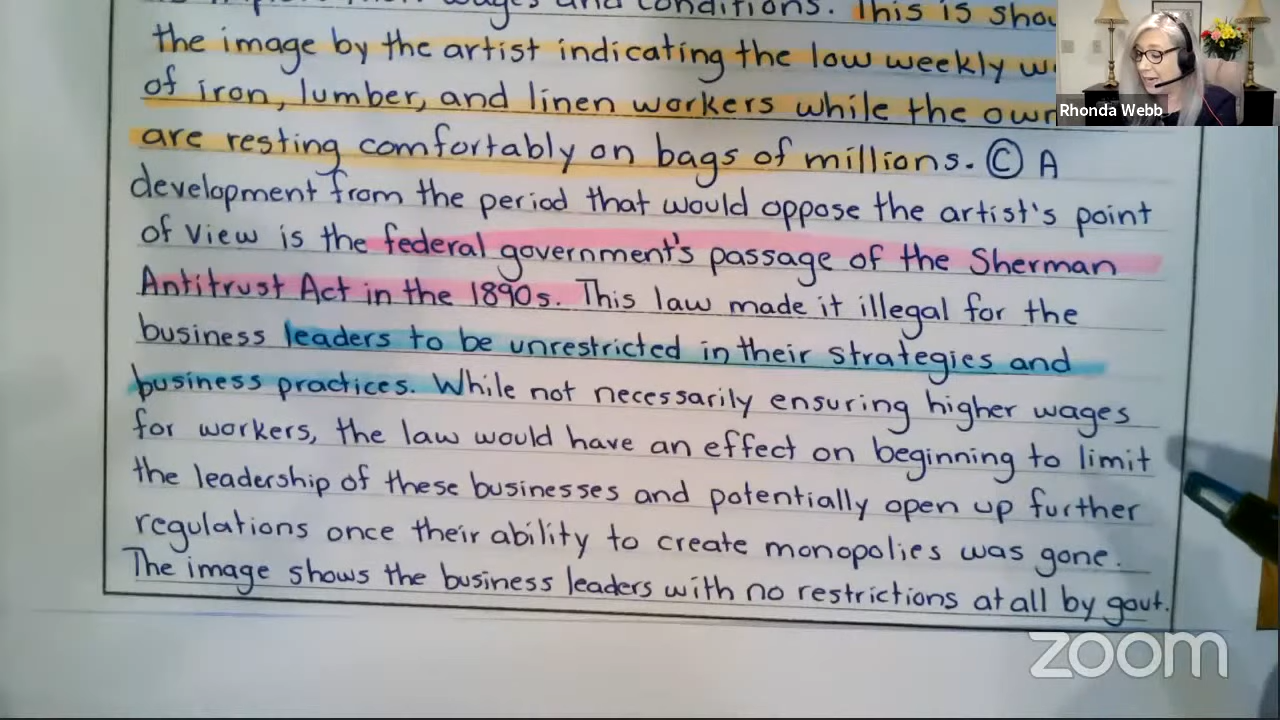 wages and conditions. This is
the image by the artist indicating the low weekly
of iron, lumber, and linen workers while the
are resting comfortably on bags of millions. Ⓒ A
development from the period that would oppose the artist's point
of view is the federal government's passage of the Sherman
Antitrust Act in the 1890s. This law made it illegal for the
business leaders to be unrestricted in their strategies and
business practices. While not necessarily ensuring higher wages
for workers, the law would have an effect on beginning to limit
the leadership of these businesses and potentially open up further
regulations once their ability to create monopolies was gone.
The image shows the business leaders with no restrictions at all by govt.
Rhonda Webb
zoom